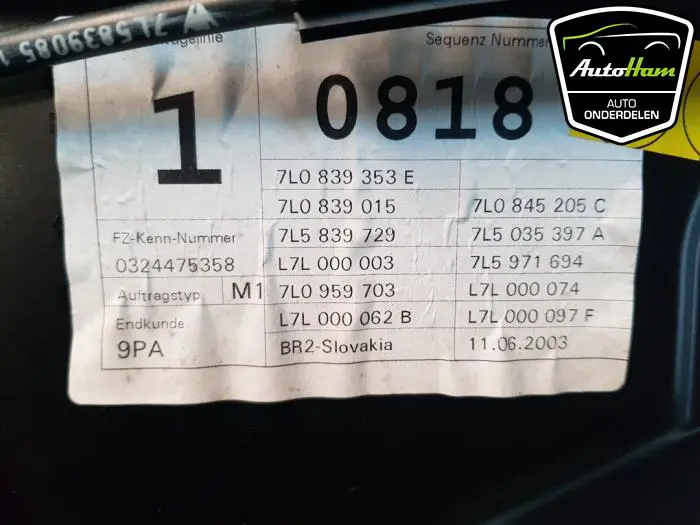 7L5839085
Sequenz Nummer
1
0818
7L0 839 353 E
7L0 839 015
7L0 845 205 C
FZ-Kenn-Nummer
7L5 839 729
7L5 035 397 A
0324475358
L7L 000 003
7L5 971 694
Auftragstyp M1
7L0 959 703
L7L 000 074
Endkunde
L7L 000 062 B
L7L 000 097 F
9PA
BR2-Slovakia
11.06.2003
AutoHam
AUTO
ONDERDELEN